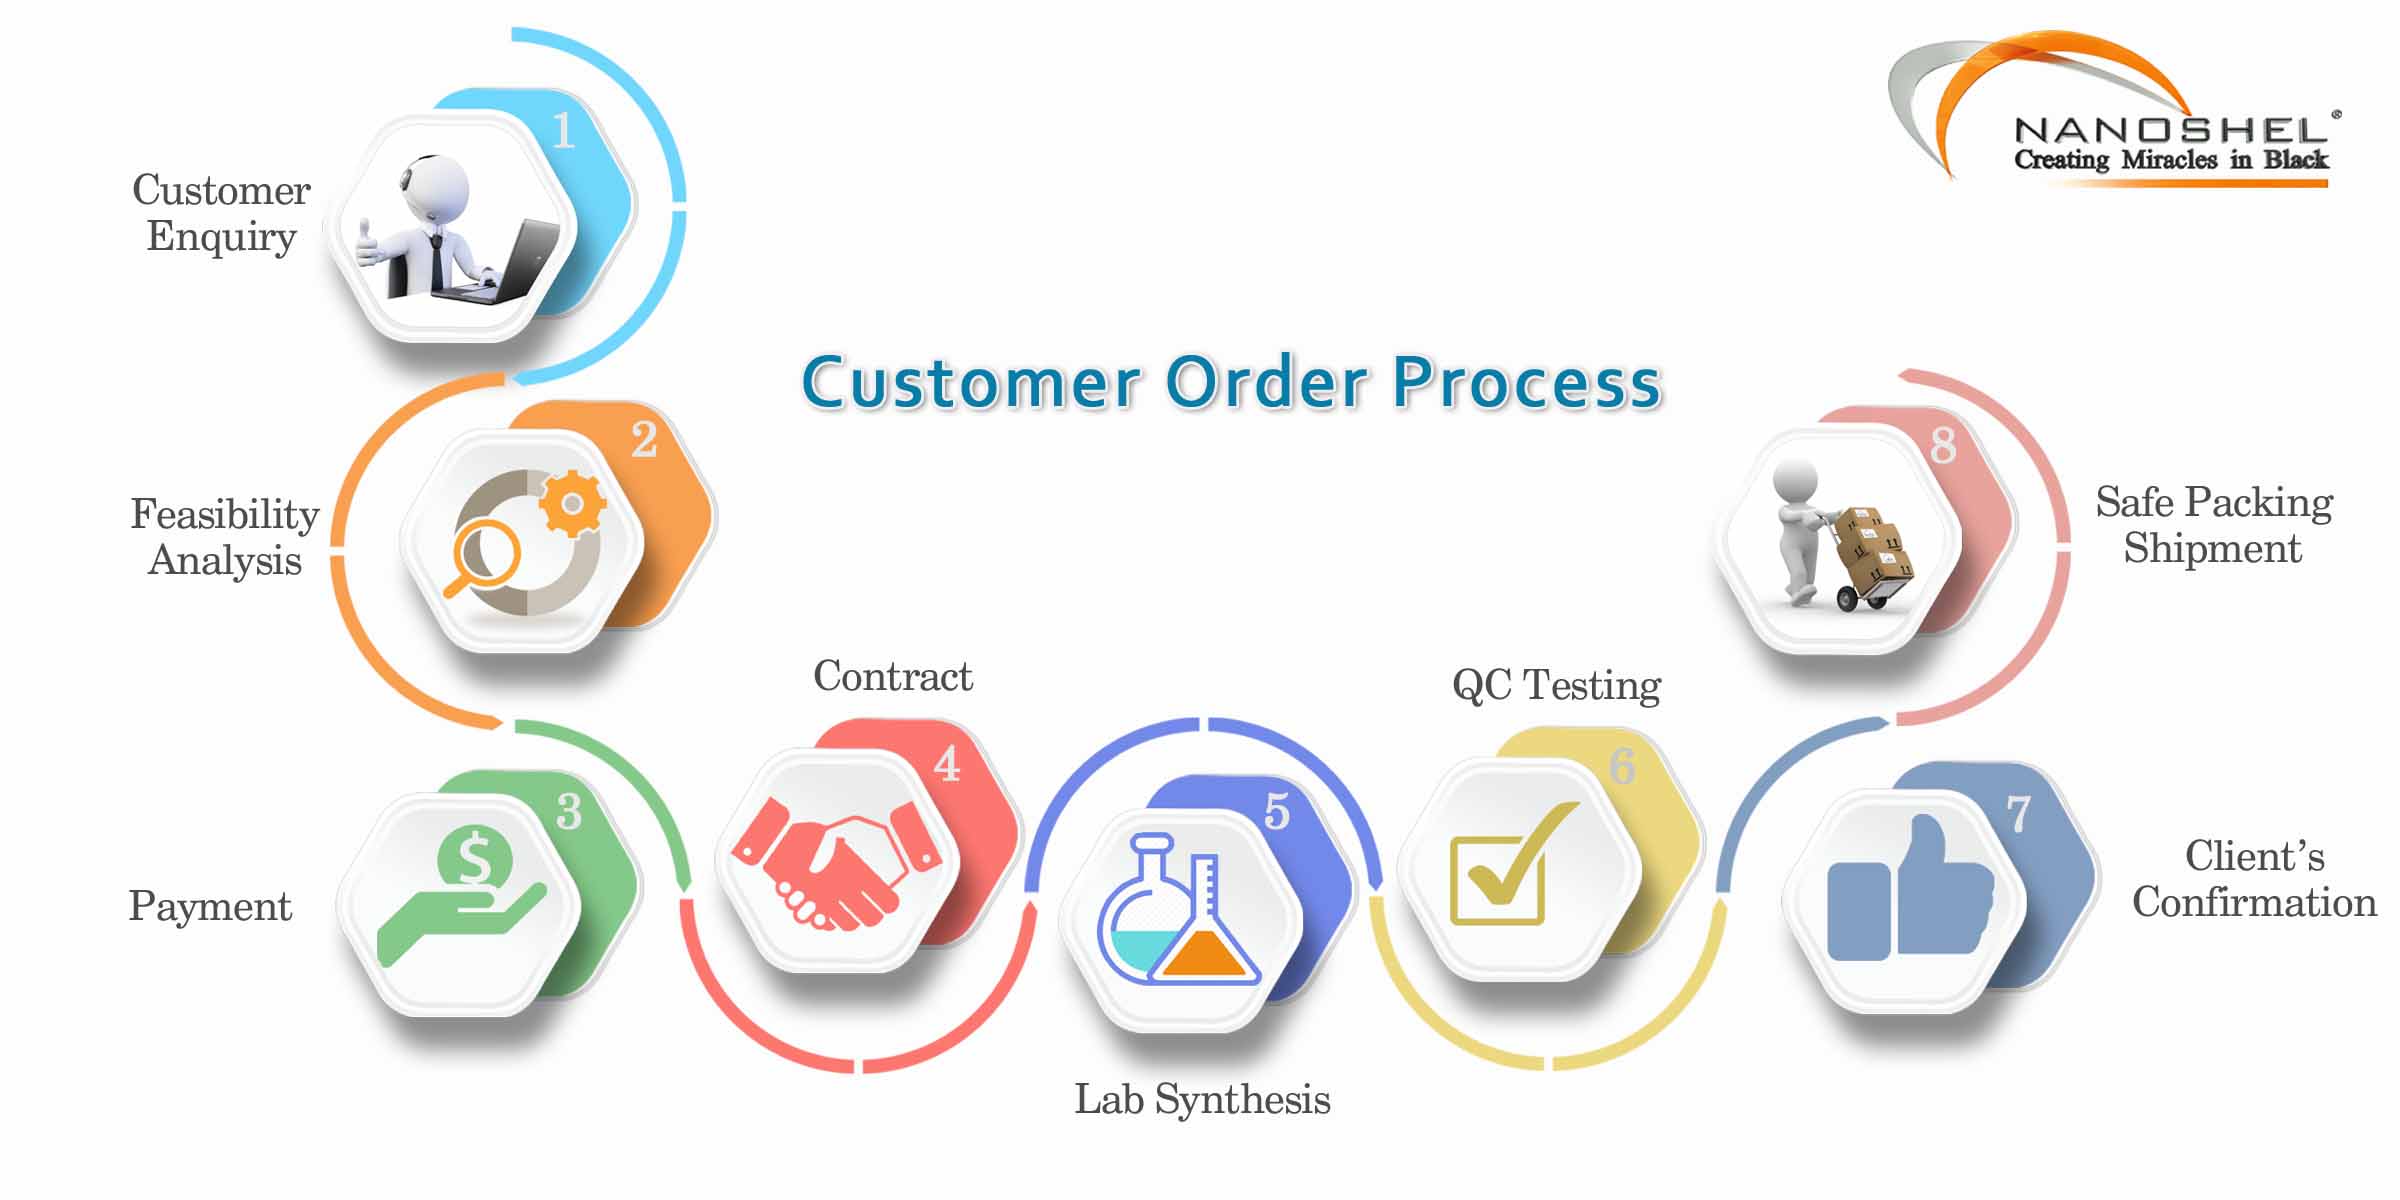 NANOSHEL®
Creating Miracles in Black
Customer Order Process
1
Customer
Enquiry
2
Feasibility
Analysis
3
$
Payment
4
Contract
5
Lab Synthesis
6
QC Testing
7
Client's
Confirmation
8
Safe Packing
Shipment